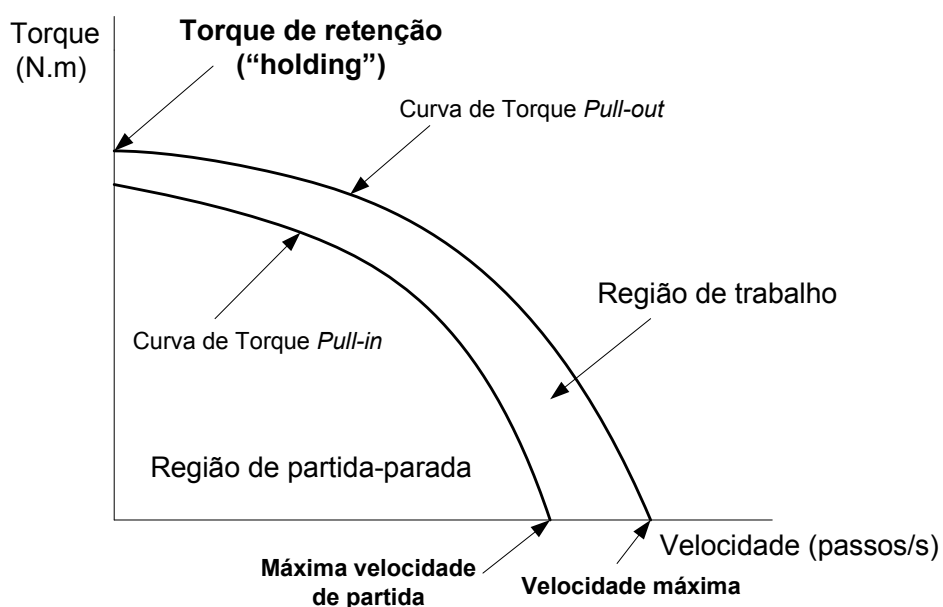 Torque
(N.m)
Torque de retenção
(“holding”)
Curva de Torque Pull-out
Região de trabalho
Curva de Torque Pull-in
Região de partida-parada
Velocidade (passos/s)
Máxima velocidade
de partida
Velocidade máxima